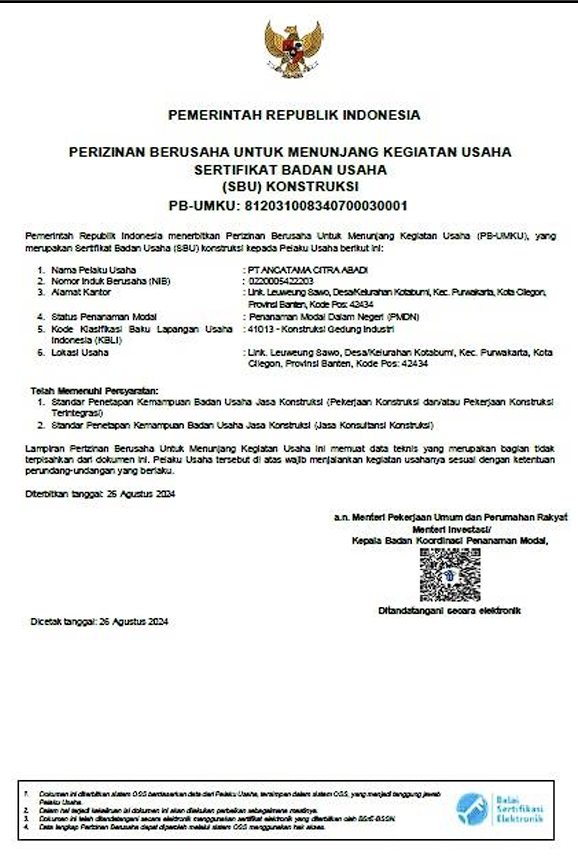 PEMERINTAH REPUBLIK INDONESIA
PERIZINAN BERUSAHA UNTUK MENUNJANG KEGIATAN USAHA
SERTIFIKAT BADAN USAHA
(SBU) KONSTRUKSI
PB-UMKU: 812031008340700030001
Pemerintah Republik Indonesia menerbitkan Perizinan Berusaha Untuk Menunjang Kegiatan Usaha (PB-UMKU), yang
merupakan Sertifikat Badan Usaha (SBU) konstruksi kepada Pelaku Usaha berikut ini:
1. Nama Pelaku Usaha : PT ANGATAMA CITRA ABADI
2. Nomor Induk Berusaha (NIB) : 0220005422203
3. Alamat Kantor : Link. Leuweung Sawo, Desa/Kelurahan Kotabumi, Kec. Purwakarta, Kota Cilegon,
Provinsi Banten, Kode Pos: 42434
4. Status Penanaman Modal : Penanaman Modal Dalam Negeri (PMDN)
5. Kode Klasifikasi Baku Lapangan Usaha : 41013 - Konstruksi Gedung Industri
Indonesia (KBLI)
6. Lokasi Usaha : Link. Leuweung Sawo, Desa/Kelurahan Kotabumi, Kec. Purwakarta, Kota
Cilegon, Provinsi Banten, Kode Pos: 42434
Telah Memenuhi Persyaratan:
1. Standar Penetapan Kemampuan Badan Usaha Jasa Konstruksi (Pekerjaan Konstruksi dan/atau Pekerjaan Konstruksi
Terintegrasi)
2. Standar Penetapan Kemampuan Badan Usaha Jasa Konstruksi (Jasa Konsultansi Konstruksi)
Lampiran Perizinan Berusaha Untuk Menunjang Kegiatan Usaha ini memuat data teknis yang merupakan bagian tidak
terpisahkan dari dokumen ini. Pelaku Usaha tersebut di atas wajib menjalankan kegiatan usahanya sesuai dengan ketentuan
perundang-undangan yang berlaku.
Diterbitkan tanggal: 26 Agustus 2024
a.n. Menteri Pekerjaan Umum dan Perumahan Rakyat
Menteri Investasi/
Kepala Badan Koordinasi Penanaman Modal,
Ditandatangani secara elektronik
Dicetak tanggal: 26 Agustus 2024
1. Dokumen ini diterbitkan sistem OSS berdasarkan data dari Pelaku Usaha, tersimpan dalam sistem OSS, yang menjadi tanggung jawab
Pelaku Usaha.
2. Dalam hal terjadi kekeliruan isi dokumen ini akan dilakukan perbaikan sebagaimana mestinya.
3. Dokumen ini telah ditandatangani secara elektronik menggunakan sertifikat elektronik yang diterbitkan oleh BSrE-BSSN.
4. Data lengkap Perizinan Berusaha dapat diperoleh melalui sistem OSS menggunakan hak akses.
Balai
Sertifikasi
Elektronik